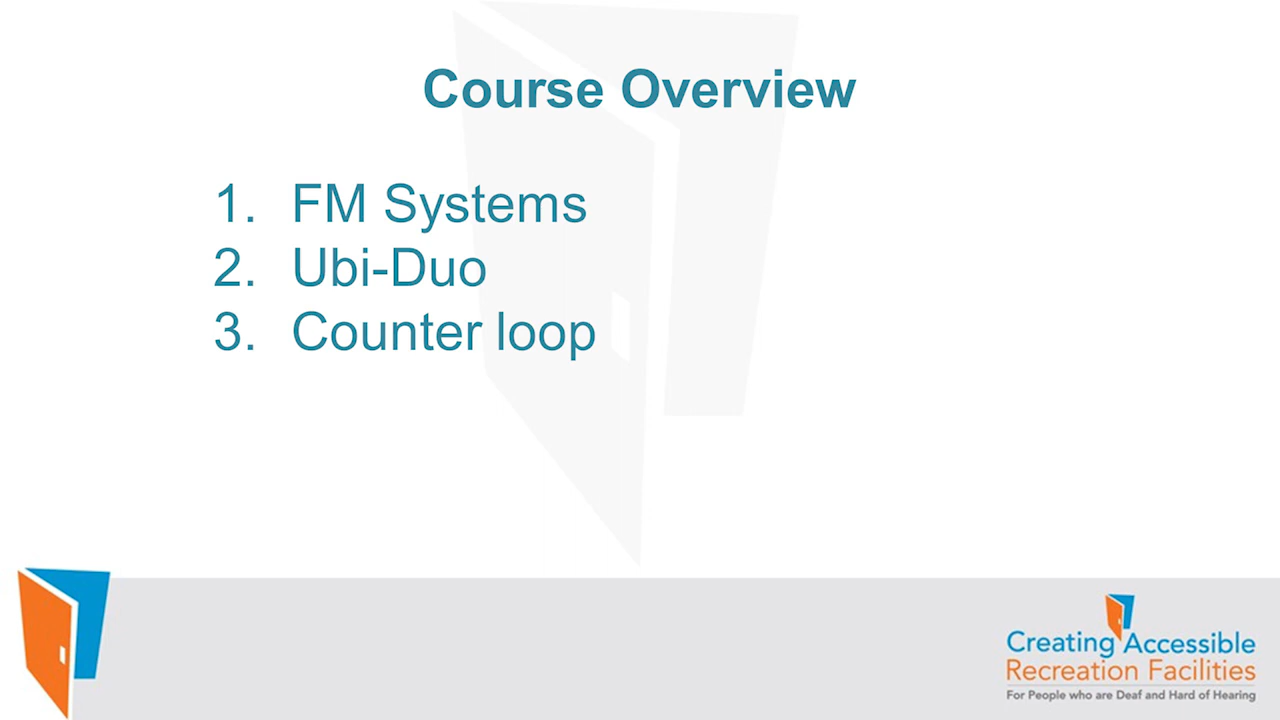 Course Overview
1. FM Systems
2. Ubi-Duo
3. Counter loop
Creating Accessible
Recreation Facilities
For People who are Deaf and Hard of Hearing